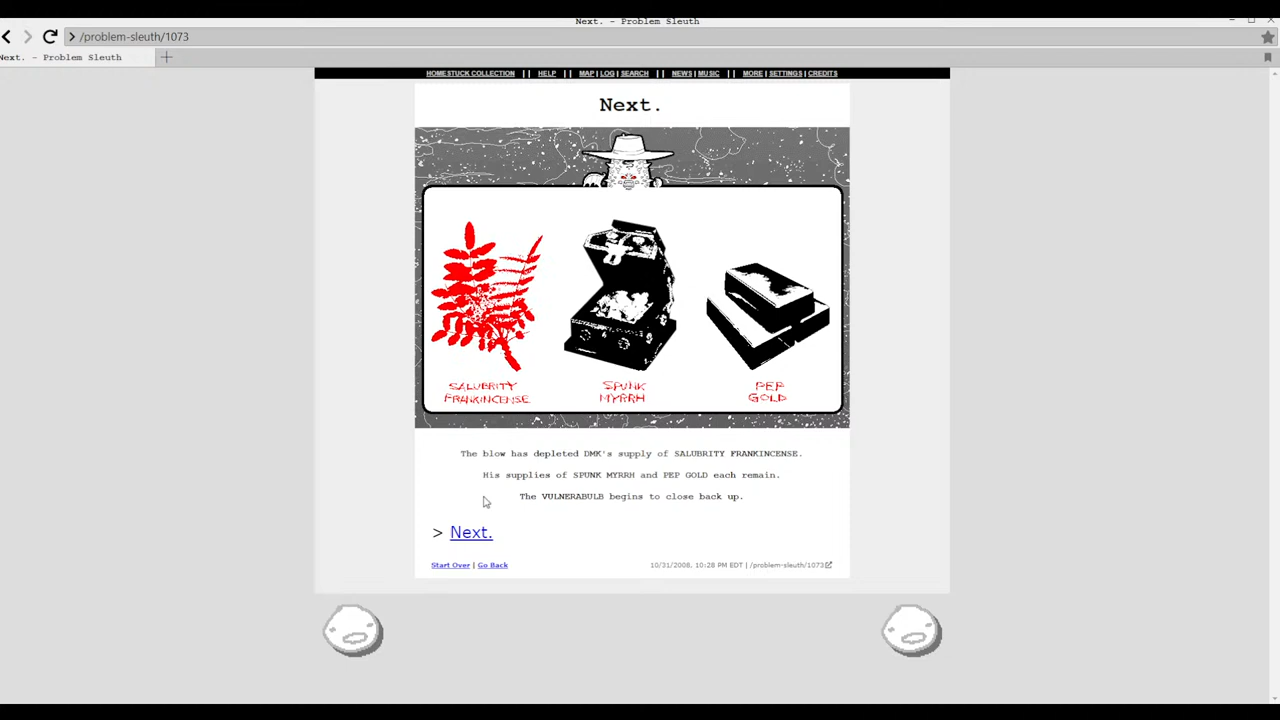 Next. - Problem Sleuth
/problem-sleuth/1073
Next. - Problem Sleuth
HOMESTUCK COLLECTION || HELP || MAP | LOG | SEARCH || NEWS | MUSIC || MORE | SETTINGS | CREDITS
Next.
SALUBRITY FRANKINCENSE
SPUNK MYRRH
PEP GOLD
The blow has depleted DMK's supply of SALUBRITY FRANKINCENSE.
His supplies of SPUNK MYRRH and PEP GOLD each remain.
The VULNERABULB begins to close back up.
> Next.
Start Over | Go Back
10/31/2008, 10:28 PM EDT | /problem-sleuth/1073